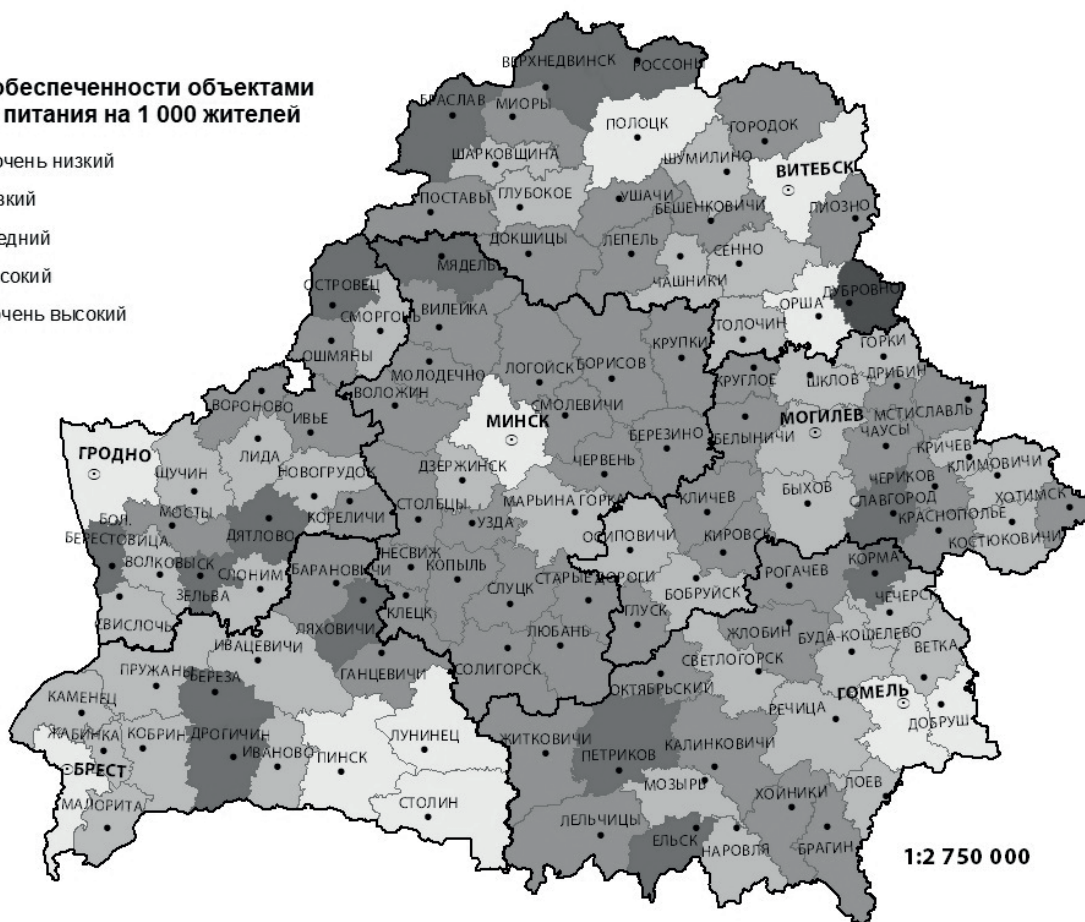 обеспеченности объектами
питания на 1 000 жителей
очень низкий
очень высокий
ВЕРХНЕДВИНСК
РОССОНЫ
БРАСЛАВ
МИОРЫ
ПОЛОЦК
ГОРОДОК
ШАРКОВЩИНА
ШУМИЛИНО
ВИТЕБСК
ПОСТАВЫ
ГЛУБОКОЕ
УШАЧИ
БЕШЕНКОВИЧИ
ЛИОЗНО
ДОКШИЦЫ
ЛЕПЕЛЬ
СЕННО
ЧАШНИКИ
МЯДЕЛЬ
ОСТРОВЕЦ
СМОРГОНЬ
ВИЛЕЙКА
ОРША
ДУБРОВНО
ТОЛОЧИН
ГОРКИ
ОШМЯНЫ
МОЛОДЕЧНО
ЛОГОЙСК
БОРИСОВ
КРУПКИ
КРУГЛОЕ
ШКЛОВ
ДРИБИН
ВОЛОЖИН
ВОРОНОВО
ИВЬЕ
МИНСК
СМОЛЕВИЧИ
МОГИЛЕВ
МСТИСЛАВЛЬ
БЕРЕЗИНО
БЕЛЫНИЧИ
ЧАУСЫ
ГРОДНО
ЛИДА
ЩУЧИН
НОВОГРУДОК
ДЗЕРЖИНСК
ЧЕРВЕНЬ
КРИЧЕВ
КЛИМОВИЧИ
ЧЕРИКОВ
БЫХОВ
СТОЛБЦЫ
МАРЬИНА ГОРКА
КЛИЧЕВ
СЛАВГОРОД
ХОТИМСК
БОЛ.
БЕРЕСТОВИЦА
МОСТЫ
КОРЕЛИЧИ
УЗДА
КРАСНОПОЛЬЕ
КОСТЮКОВИЧИ
ДЯТЛОВО
ОСИПОВИЧИ
КИРОВСК
ВОЛКОВЫСК
СЛОНИМ
БАРАНОВИЧИ
НЕСВИЖ
КОПЫЛЬ
РОГАЧЕВ
КОРМА
ЗЕЛЬВА
СЛУЦК
СТАРЫЕ ДОРОГИ
БОБРУЙСК
ЧЕЧЕРСК
КЛЕЦК
ГЛУСК
СВИСЛОЧЬ
ЛЯХОВИЧИ
ЛЮБАНЬ
ЖЛОБИН
БУДА-КОШЕЛЕВО
ВЕТКА
ИВАЦЕВИЧИ
ПРУЖАНЫ
БЕРЕЗА
ГАНЦЕВИЧИ
СОЛИГОРСК
СВЕТЛОГОРСК
ОКТЯБРЬСКИЙ
КАМЕНЕЦ
ГОМЕЛЬ
РЕЧИЦА
ДОБРУШ
ЖАБИНКА
КОБРИН
ДРОГИЧИН
ИВАНОВО
ПИНСК
ЛУНИНЕЦ
ЖИТКОВИЧИ
ПЕТРИКОВ
КАЛИНКОВИЧИ
БРЕСТ
МОЗЫРЬ
ЛОЕВ
МАЛОРИТА
СТОЛИН
ХОЙНИКИ
ЛЕЛЬЧИЦЫ
ЕЛЬСК
НАРОВЛЯ
БРАГИН
1:2 750 000